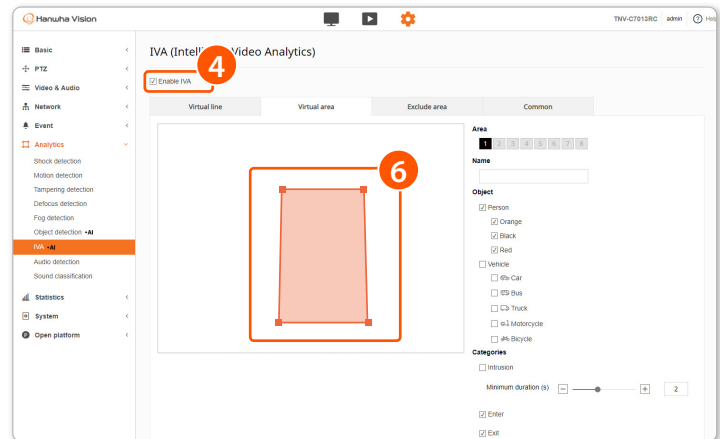 Hanwha Vision
TNV-C7013RC admin Help
Basic
PTZ
Video & Audio
Network
Event
Analytics
Shock detection
Motion detection
Tampering detection
Defocus detection
Fog detection
Object detection •AI
IVA •AI
Audio detection
Sound classification
Statistics
System
Open platform
IVA (Intelli Video Analytics)
4
Enable IVA
Virtual line Virtual area Exclude area Common
6
Area
1 2 3 4 5 6 7 8
Name
Object
Person
Orange
Black
Red
Vehicle
Car
Bus
Truck
Motorcycle
Bicycle
Categories
Intrusion
Minimum duration (s) 2
Enter
Exit